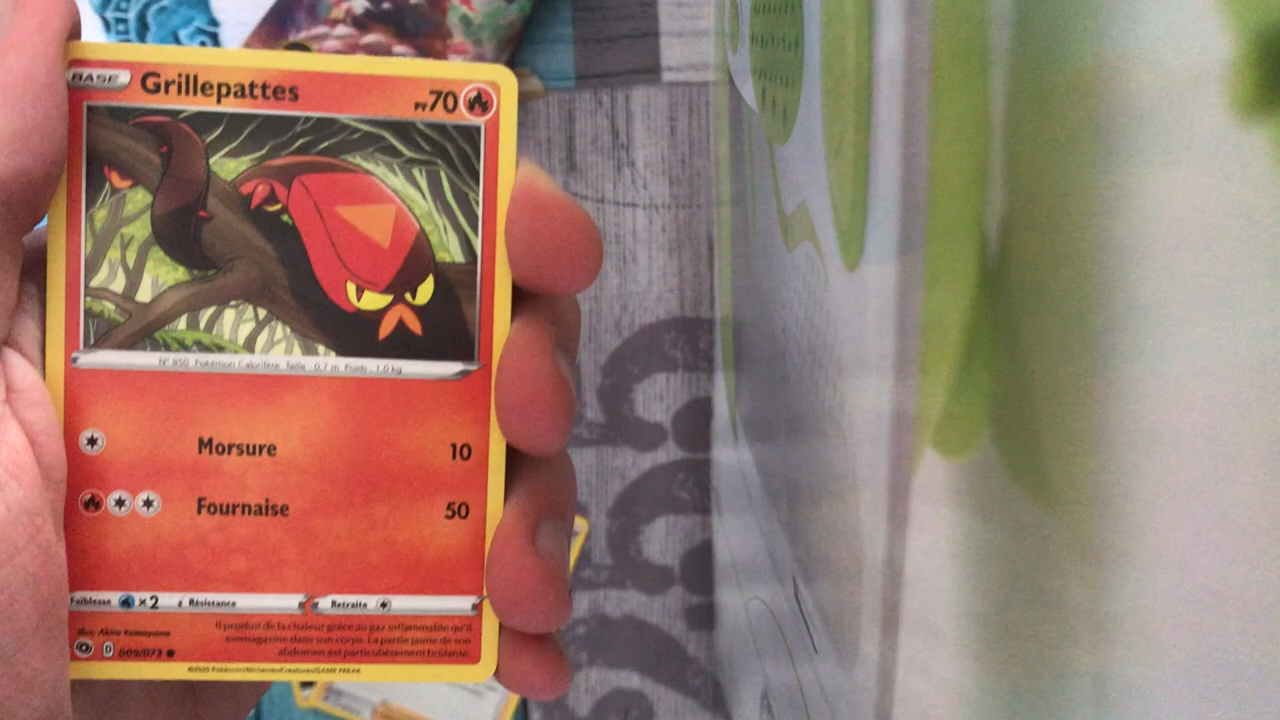 BASE Grillepattes PV 70
N° 850 Pokémon Calorifère Taille : 0,7 m Poids : 1,0 kg
Morsure 10
Fournaise 50
Faiblesse ×2 Résistance Retraite
Illus. Akira Komayama
Il produit de la chaleur grâce au gaz inflammable qu'il
emmagasine dans son corps. La partie jaune de son
abdomen est particulièrement brûlante.
D 009/073
©2020 Pokémon/Nintendo/Creatures/GAME FREAK